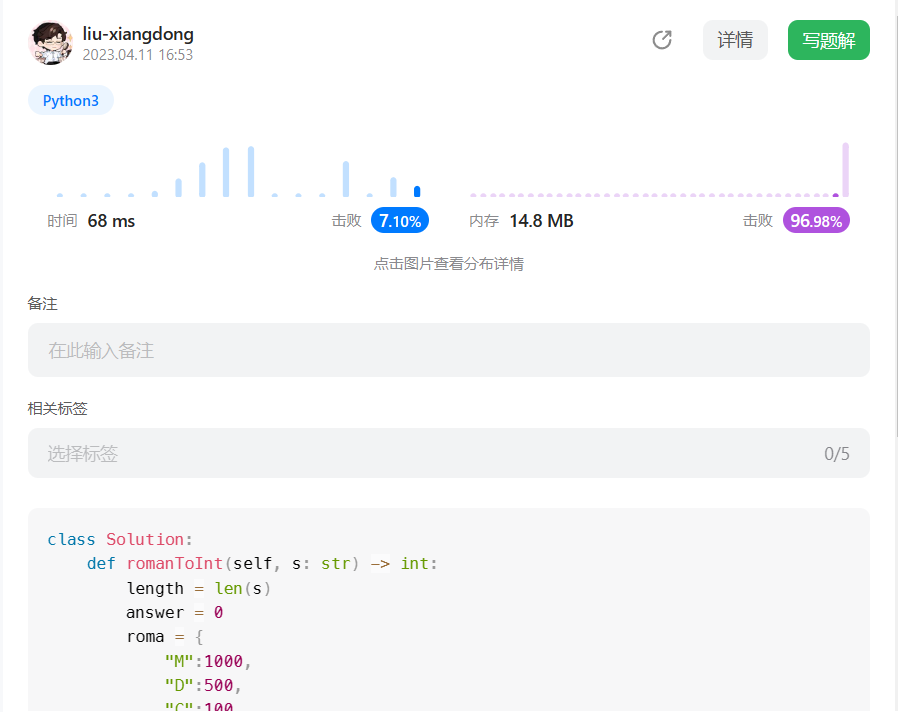 liu-xiangdong
2023.04.11 16:53
详情
写题解
Python3
时间 68 ms 击败 7.10% 内存 14.8 MB 击败 96.98%
点击图片查看分布详情
备注
在此输入备注
相关标签
选择标签 0/5
class Solution:
    def romanToInt(self, s: str) -> int:
        length = len(s)
        answer = 0
        roma = {
            "M":1000,
            "D":500,
            "C":100